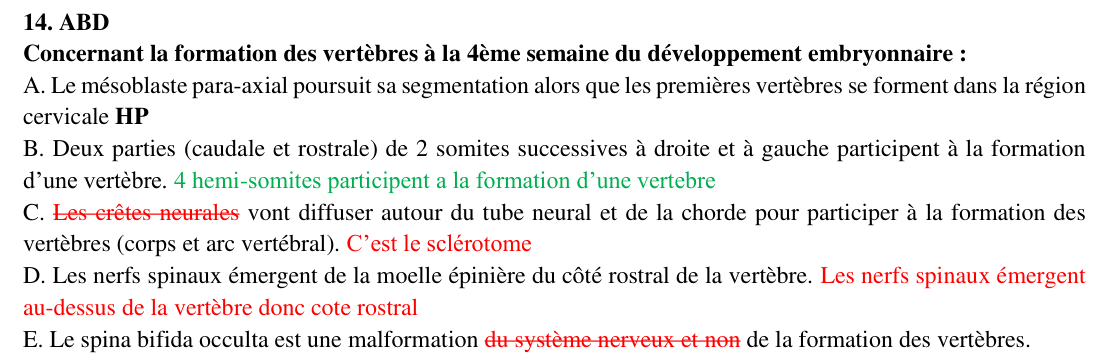 14. ABD
Concernant la formation des vertèbres à la 4ème semaine du développement embryonnaire :
A. Le mésoblaste para-axial poursuit sa segmentation alors que les premières vertèbres se forment dans la région
cervicale HP
B. Deux parties (caudale et rostrale) de 2 somites successives à droite et à gauche participent à la formation
d’une vertèbre. 4 hemi-somites participent a la formation d’une vertebre
C. Les crêtes neurales vont diffuser autour du tube neural et de la chorde pour participer à la formation des
vertèbres (corps et arc vertébral). C’est le sclérotome
D. Les nerfs spinaux émergent de la moelle épinière du côté rostral de la vertèbre. Les nerfs spinaux émergent
au-dessus de la vertèbre donc cote rostral
E. Le spina bifida occulta est une malformation du système nerveux et non de la formation des vertèbres.